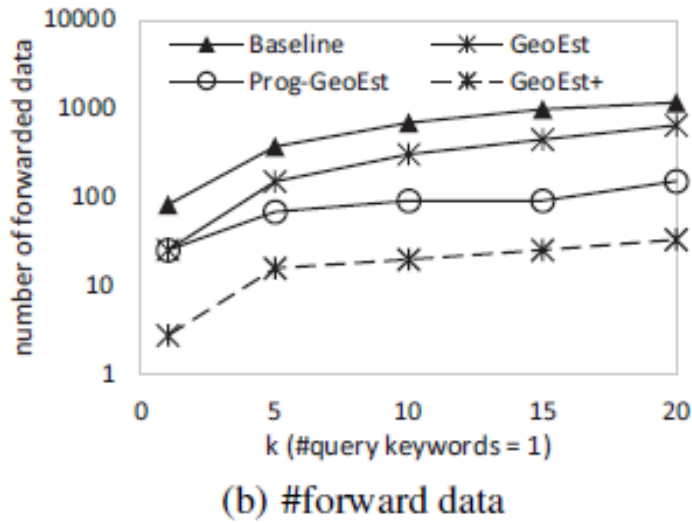 10000
Baseline GeoEst
Prog-GeoEst GeoEst+
1000
100
10
1
number of forwarded data
0 5 10 15 20
k (#query keywords = 1)
(b) #forward data